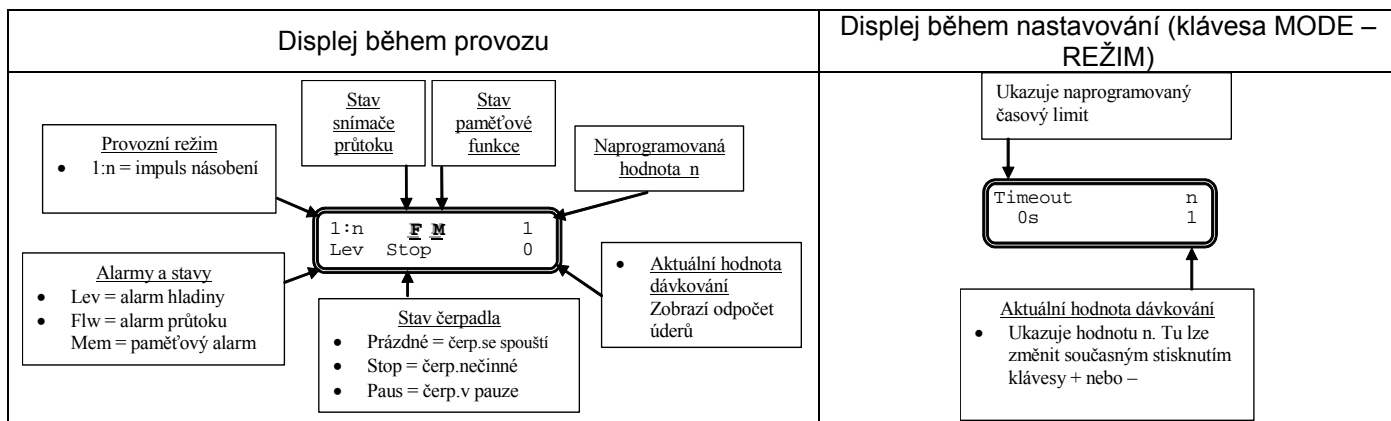 Displej během provozu
Displej během nastavování (klávesa MODE –
REŽIM)
Stav
snímače
průtoku
Stav
paměťové
funkce
Provozní režim
• 1:n = impuls násobení
Naprogramovaná
hodnota n
1:n F M 1
Lev Stop 0
Alarmy a stavy
• Lev = alarm hladiny
• Flw = alarm průtoku
Mem = paměťový alarm
Stav čerpadla
• Prázdné = čerp.se spouští
• Stop = čerp.nečinné
• Paus = čerp.v pauze
• Aktuální hodnota
dávkování
Zobrazí odpočet
úderů
Ukazuje naprogramovaný
časový limit
Timeout n
0s 1
Aktuální hodnota dávkování
• Ukazuje hodnotu n. Tu lze
změnit současným stisknutím
klávesy + nebo –